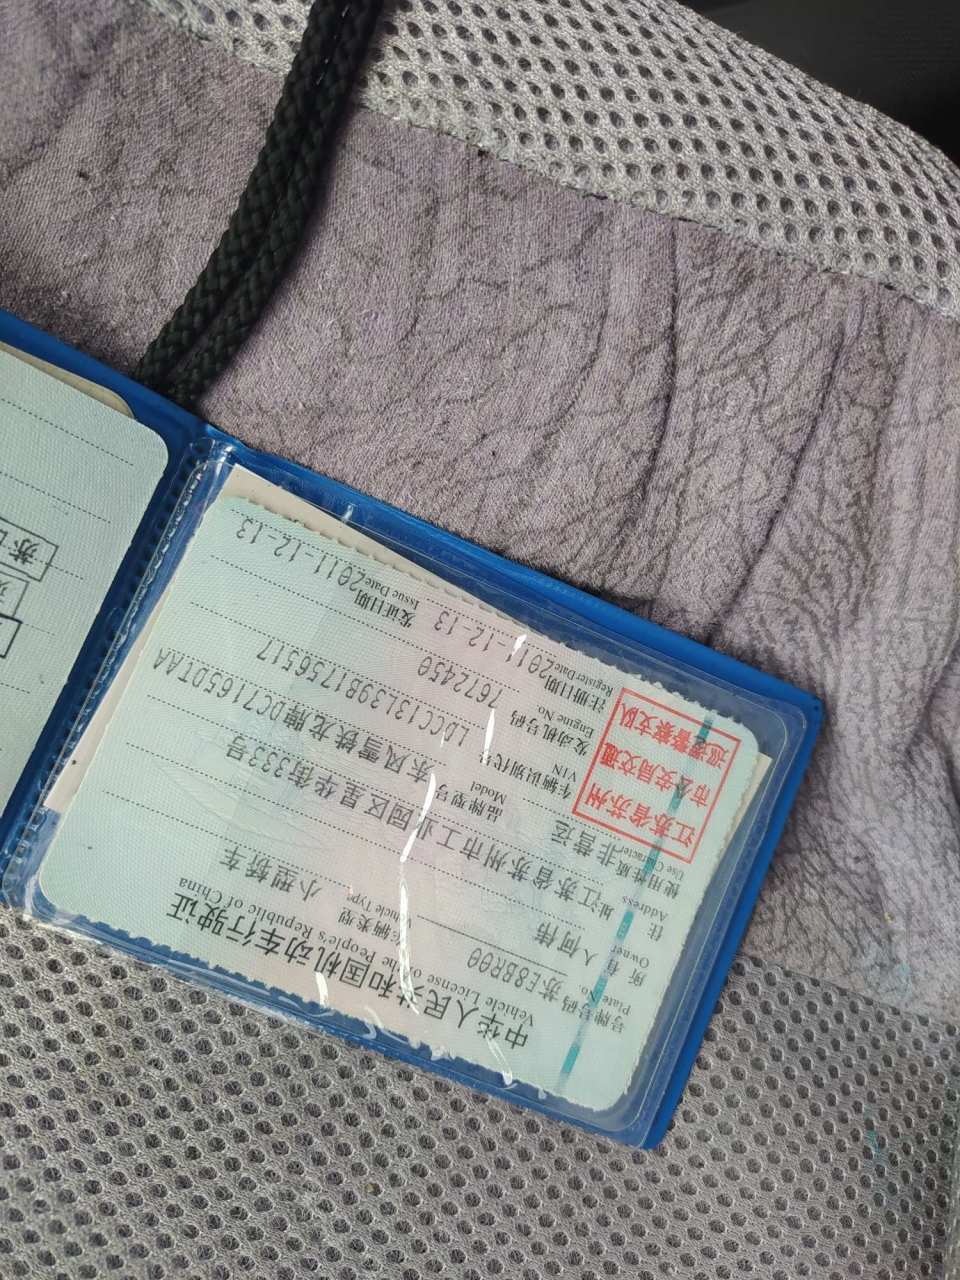 中华人民共和国机动车行驶证
Vehicle License of the People's Republic of China
号牌号码 苏E88R00 车辆类型 小型轿车
Plate No. Vehicle Type
所有人 何伟
Owner
住址 江苏省苏州市工业园区星华街333号
Address
使用性质 非营运 品牌型号 东风雪铁龙牌DC7165DTAA
Use Character Model
江苏省苏州
市公安局交通
巡逻警察支队
车辆识别代号 LDCC13L39B1756517
VIN
发动机号码 7672450
Engine No.
注册日期 2011-12-13 发证日期 2011-12-13
Register Date Issue Date
苏